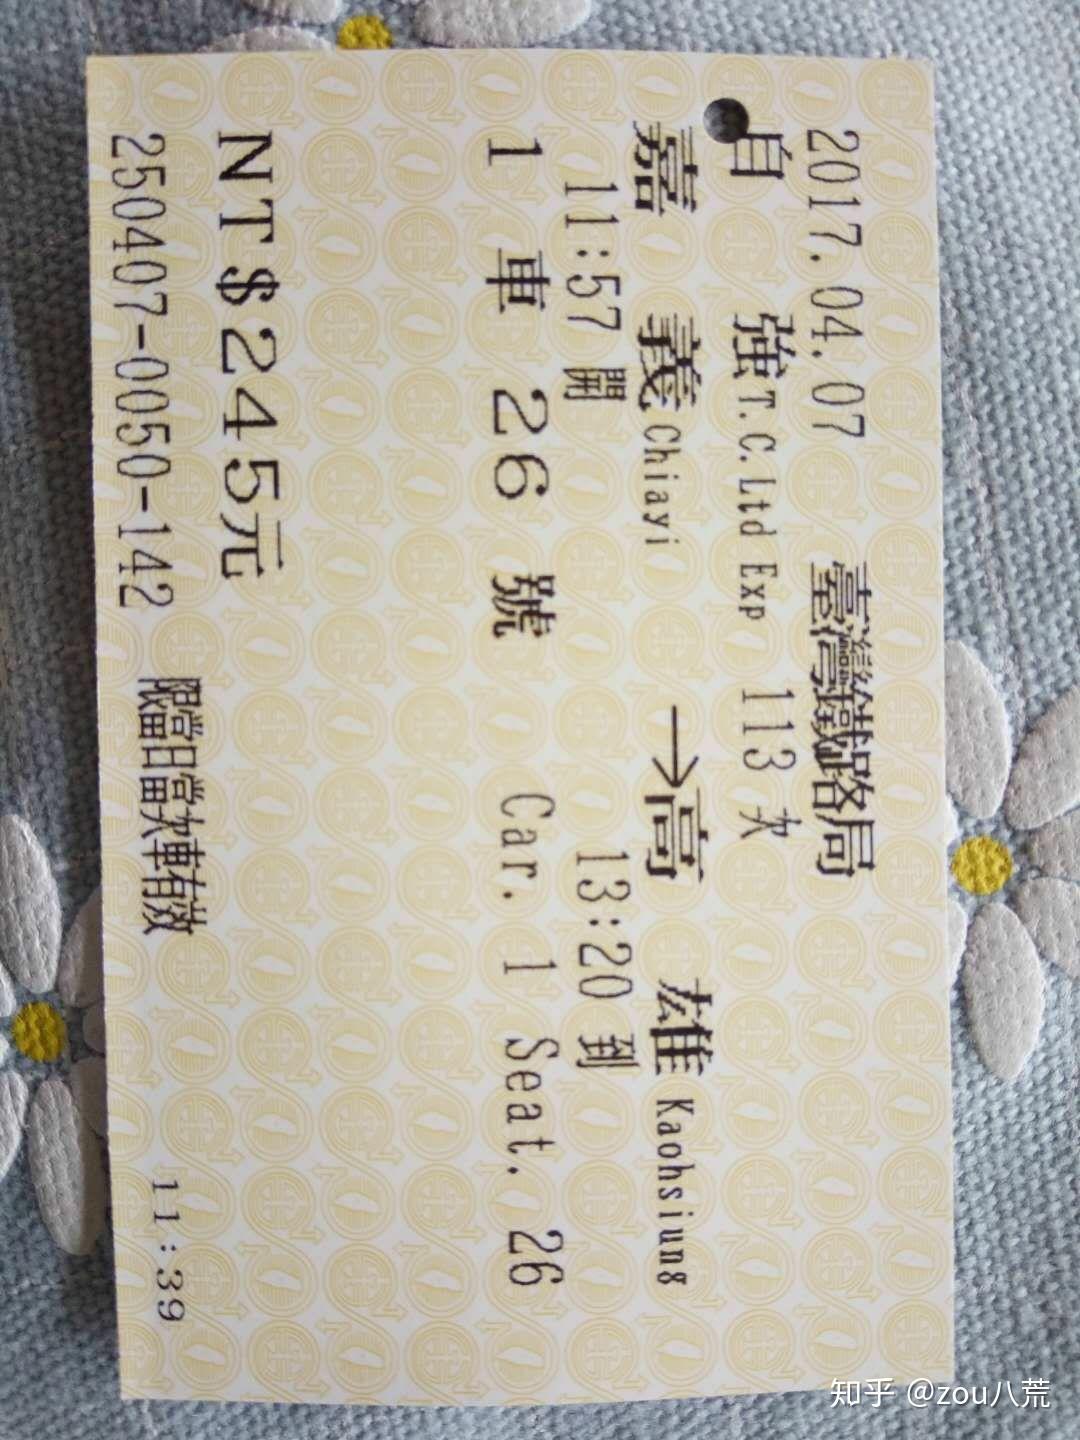 2017.04.07 臺灣鐵路局
自 強 T.C.Ltd Exp 113 次
嘉 義 Chiayi →高 雄 Kaohsiung
11:57 開 13:20 到
1 車 26 號 Car. 1 Seat. 26
NT$245元
250407-0050-142 限當日當次車有效 11:39
知乎 @zou八荒